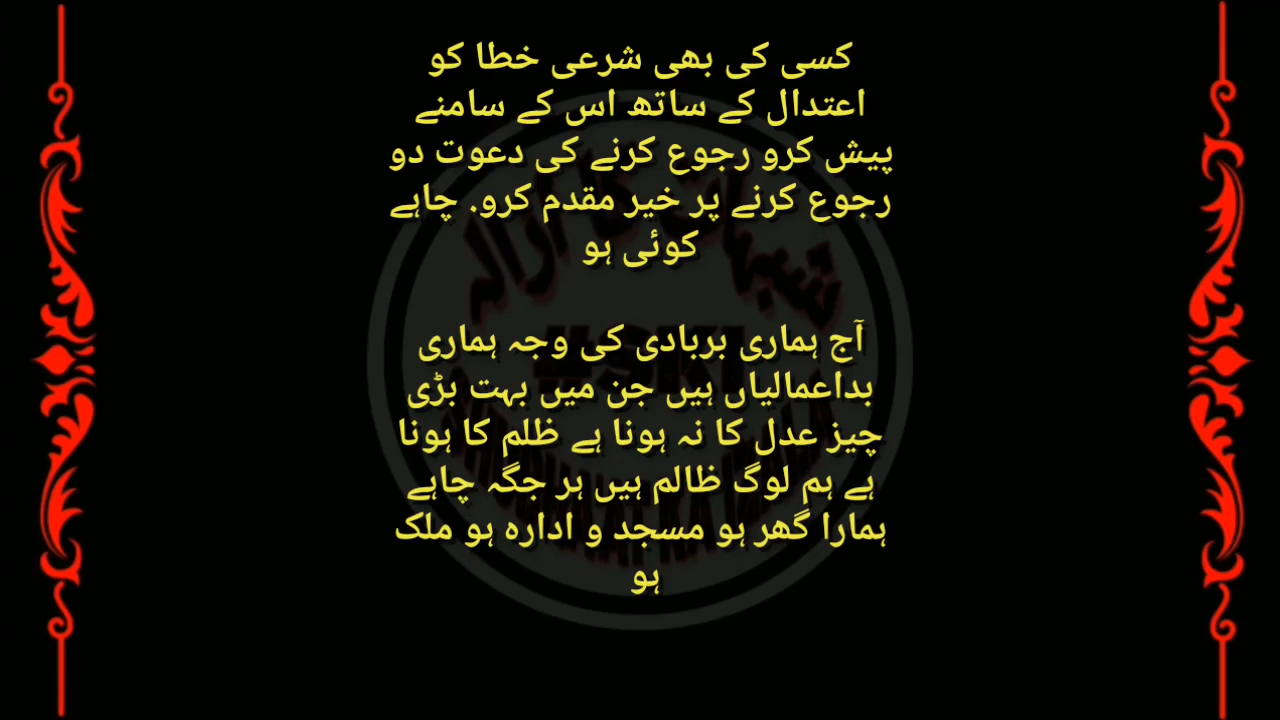 کسی کی بھی شرعی خطا کو
اعتدال کے ساتھ اس کے سامنے
پیش کرو رجوع کرنے کی دعوت دو
رجوع کرنے پر خیر مقدم کرو. چاہے
کوئی ہو
آج ہماری بربادی کی وجہ ہماری
بداعمالیاں ہیں جن میں بہت بڑی
چیز عدل کا نہ ہونا ہے ظلم کا ہونا
ہے ہم لوگ ظالم ہیں ہر جگہ چاہے
ہمارا گھر ہو مسجد و ادارہ ہو ملک
ہو